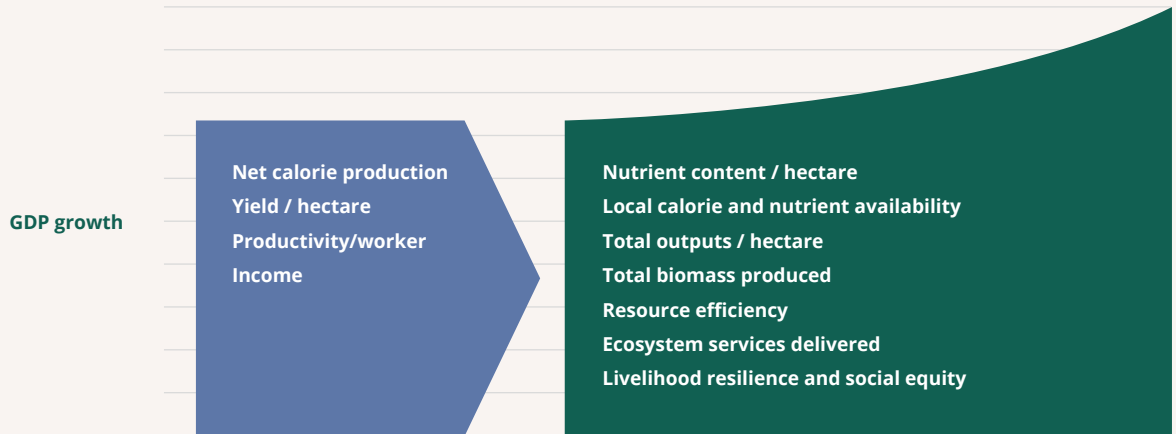 GDP growth
Net calorie production
Yield / hectare
Productivity/worker
Income
Nutrient content / hectare
Local calorie and nutrient availability
Total outputs / hectare
Total biomass produced
Resource efficiency
Ecosystem services delivered
Livelihood resilience and social equity